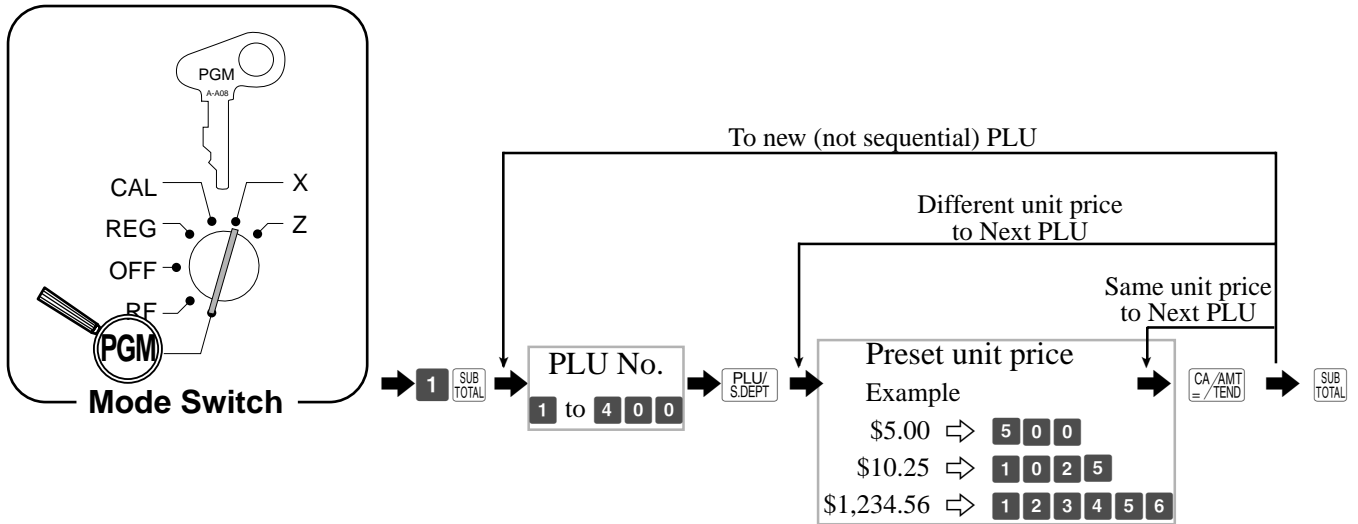 PGM
A-A08
CAL
X
REG
Z
OFF
RF
PGM
Mode Switch
To new (not sequential) PLU
Different unit price
to Next PLU
Same unit price
to Next PLU
1 SUB TOTAL
PLU No.
1 to 4 0 0
PLU/
S.DEPT
Preset unit price
Example
$5.00 ⇨ 5 0 0
$10.25 ⇨ 1 0 2 5
$1,234.56 ⇨ 1 2 3 4 5 6
CA/AMT
= /TEND
SUB
TOTAL